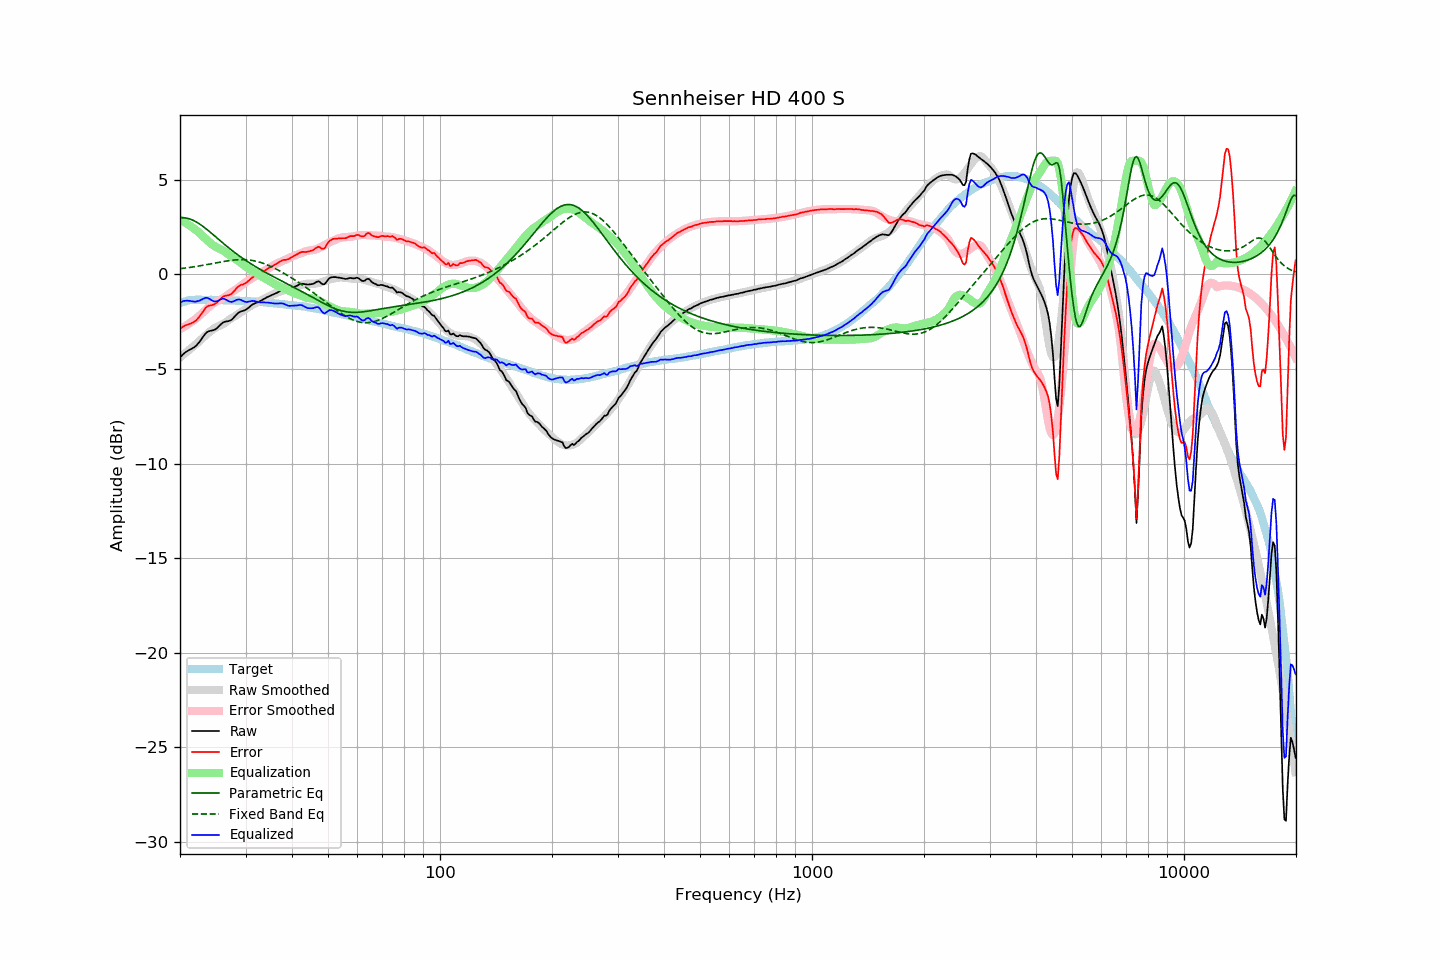 Sennheiser HD 400 S
Amplitude (dBr)
5
0
−5
−10
−15
−20
−25
−30
Target
Raw Smoothed
Error Smoothed
Raw
Error
Equalization
Parametric Eq
Fixed Band Eq
Equalized
100
1000
10000
Frequency (Hz)